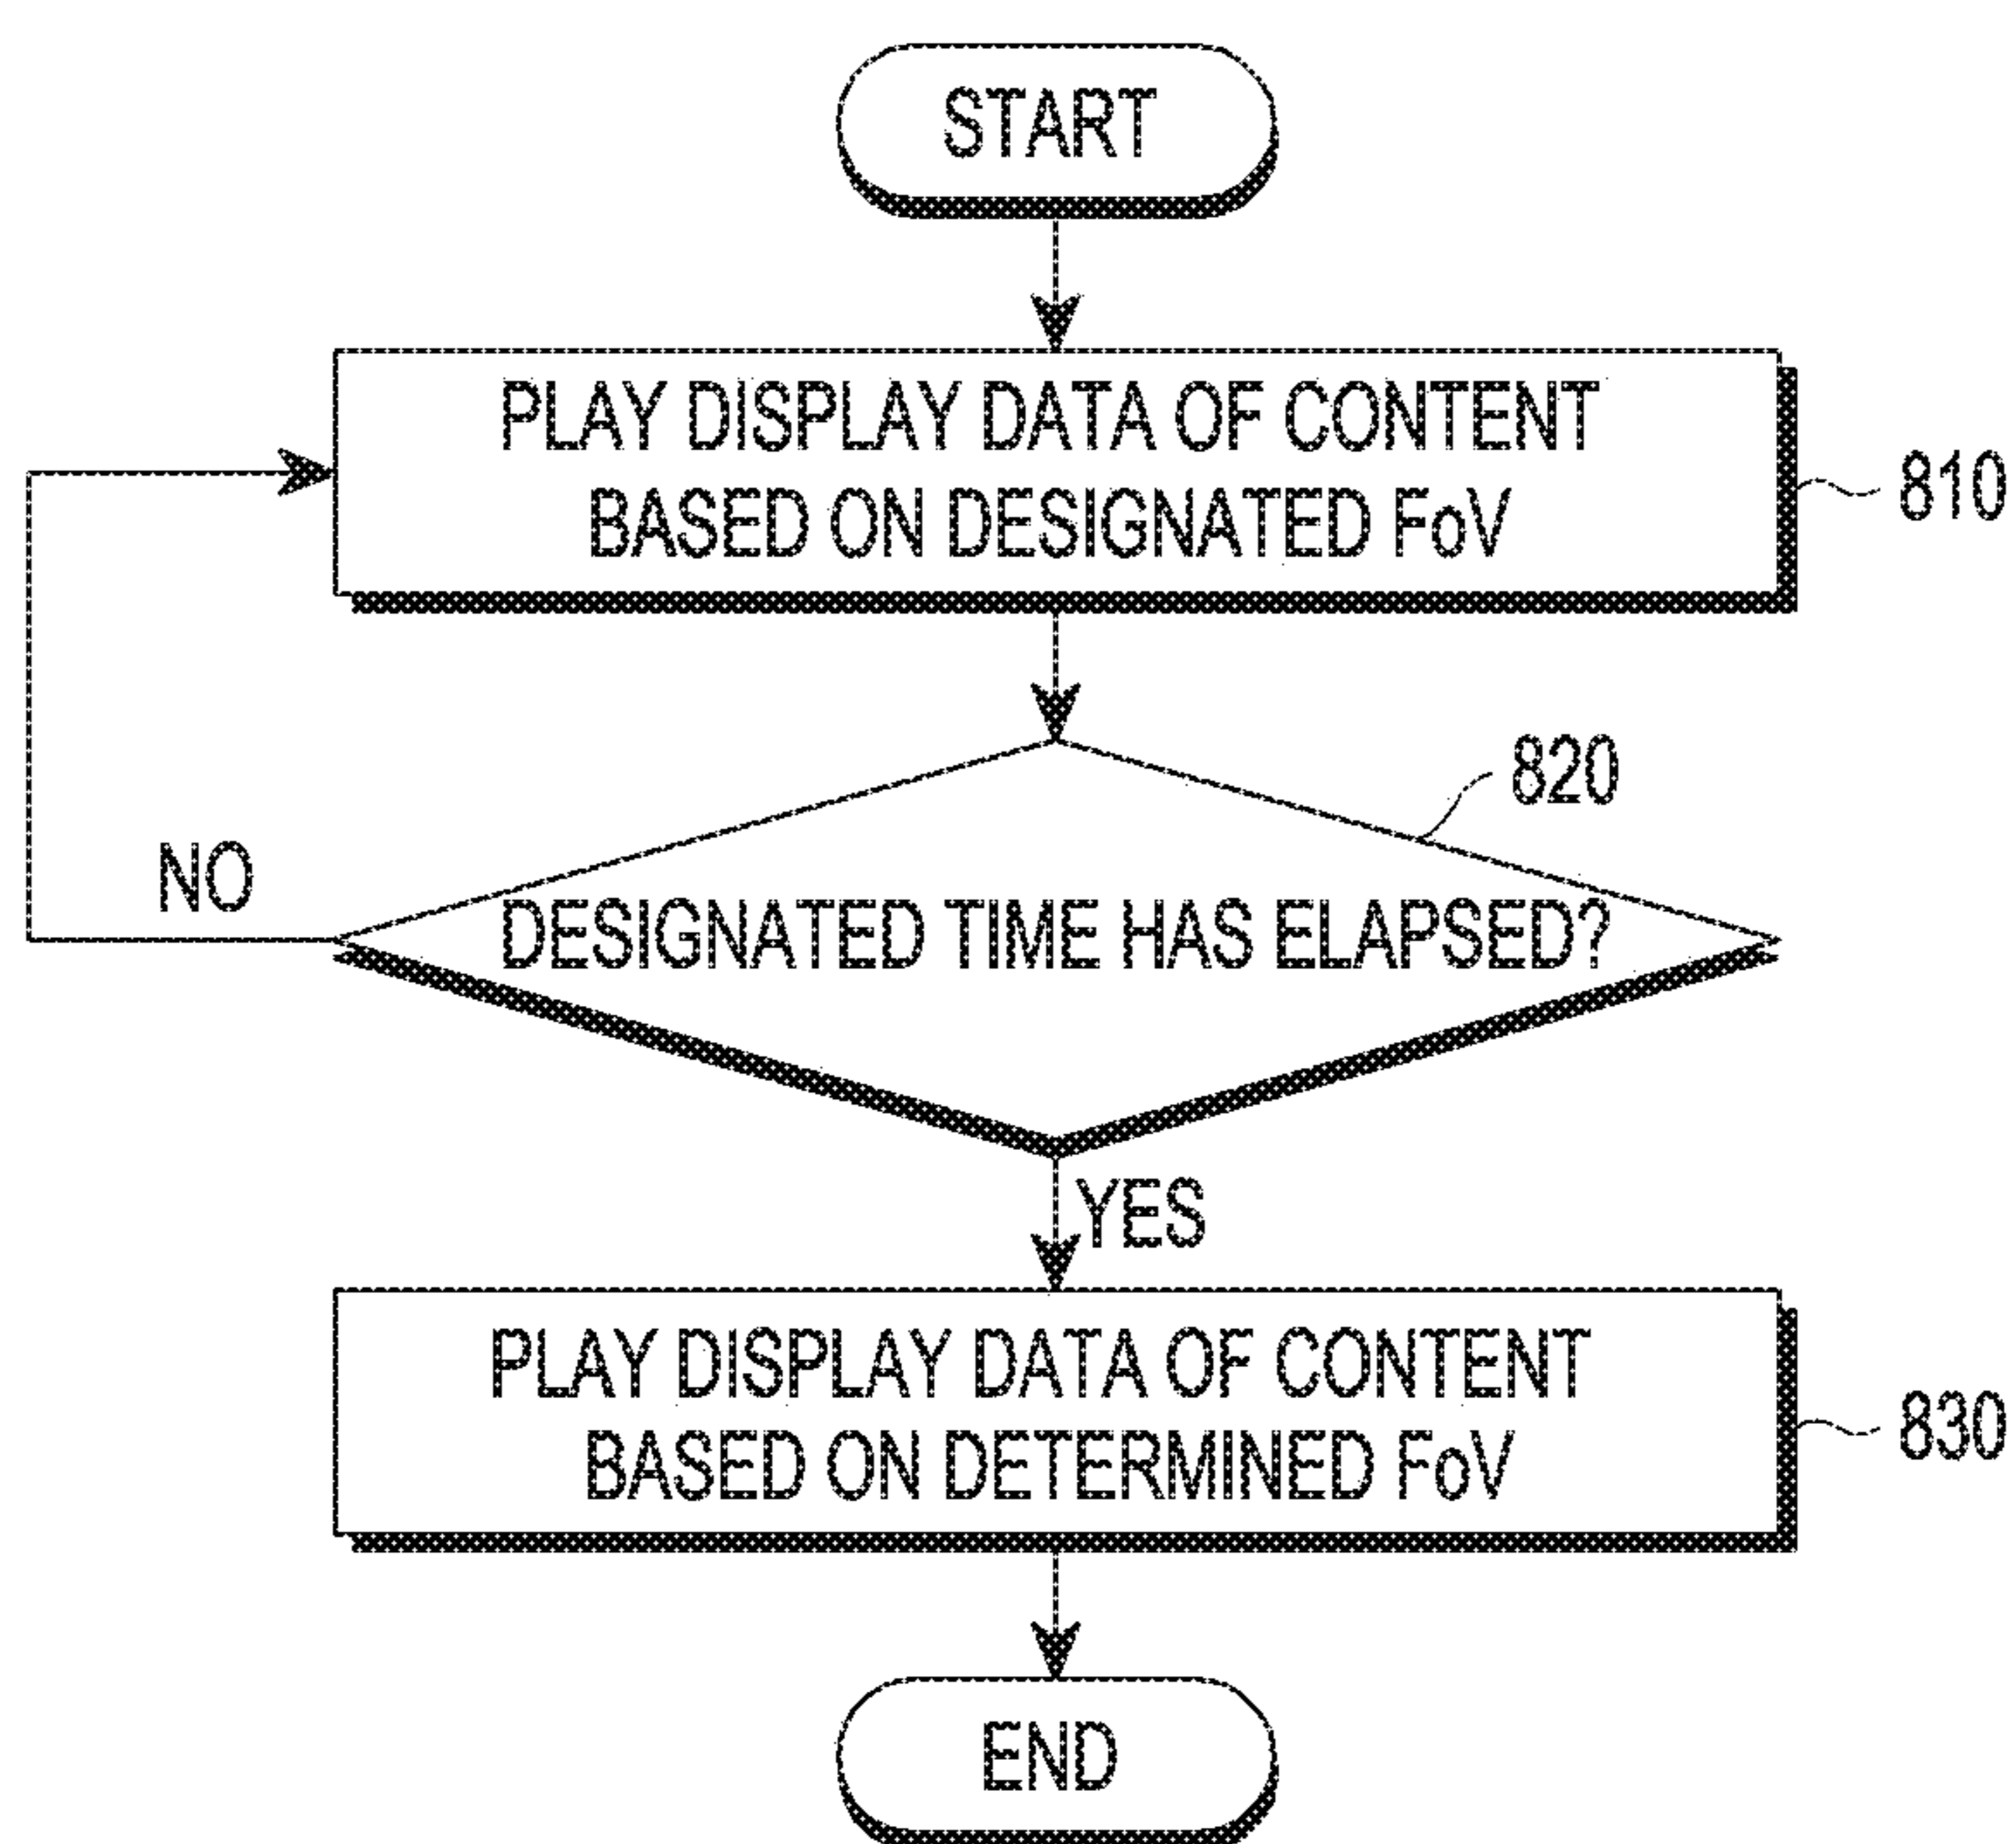 START
PLAY DISPLAY DATA OF CONTENT
BASED ON DESIGNATED FoV
810
820
NO
DESIGNATED TIME HAS ELAPSED?
YES
PLAY DISPLAY DATA OF CONTENT
BASED ON DETERMINED FoV
830
END